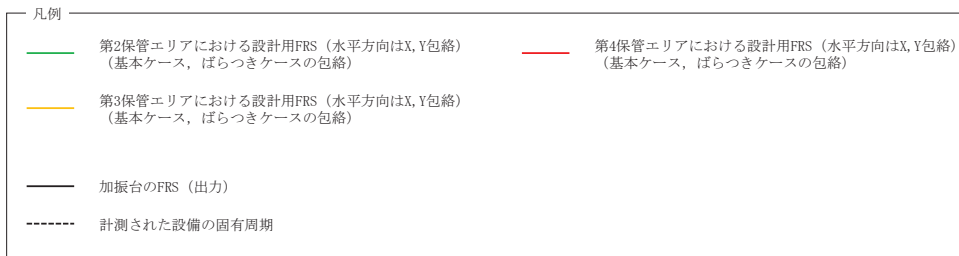 凡例
第2保管エリアにおける設計用FRS（水平方向はX,Y包絡）
（基本ケース，ばらつきケースの包絡）
第4保管エリアにおける設計用FRS（水平方向はX,Y包絡）
（基本ケース，ばらつきケースの包絡）
第3保管エリアにおける設計用FRS（水平方向はX,Y包絡）
（基本ケース，ばらつきケースの包絡）
加振台のFRS（出力）
計測された設備の固有周期